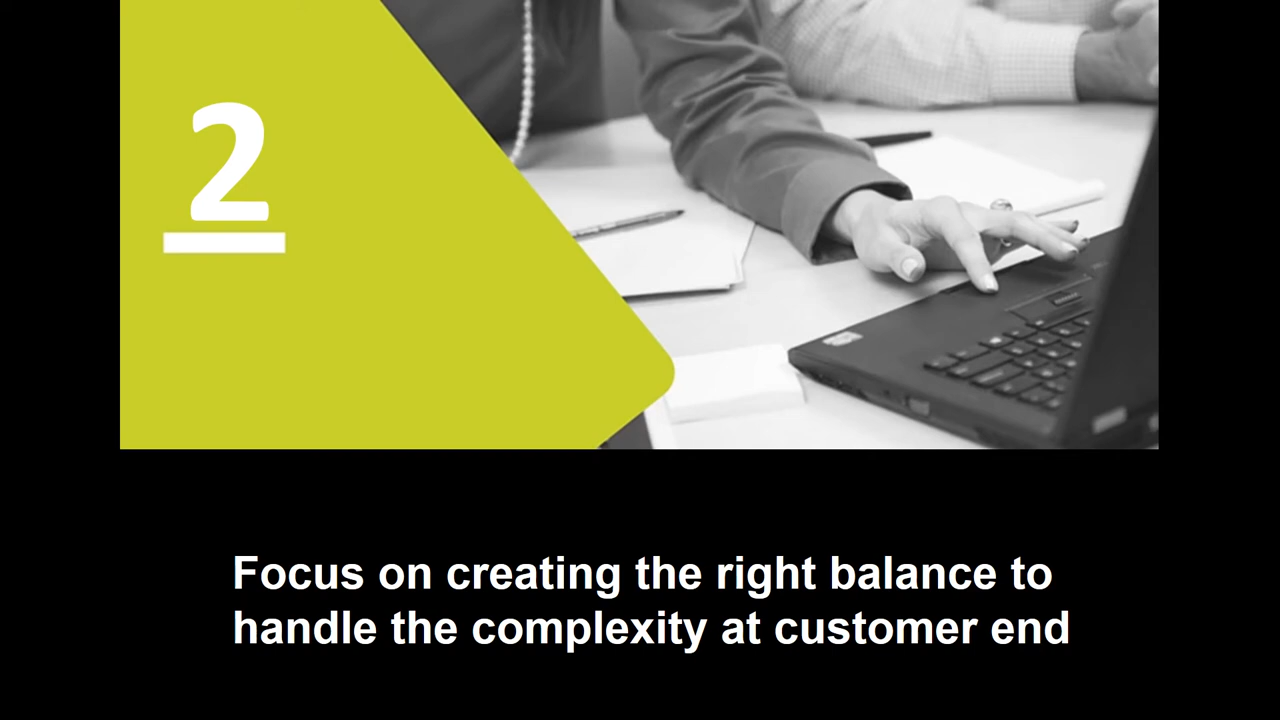 2
Focus on creating the right balance to
handle the complexity at customer end